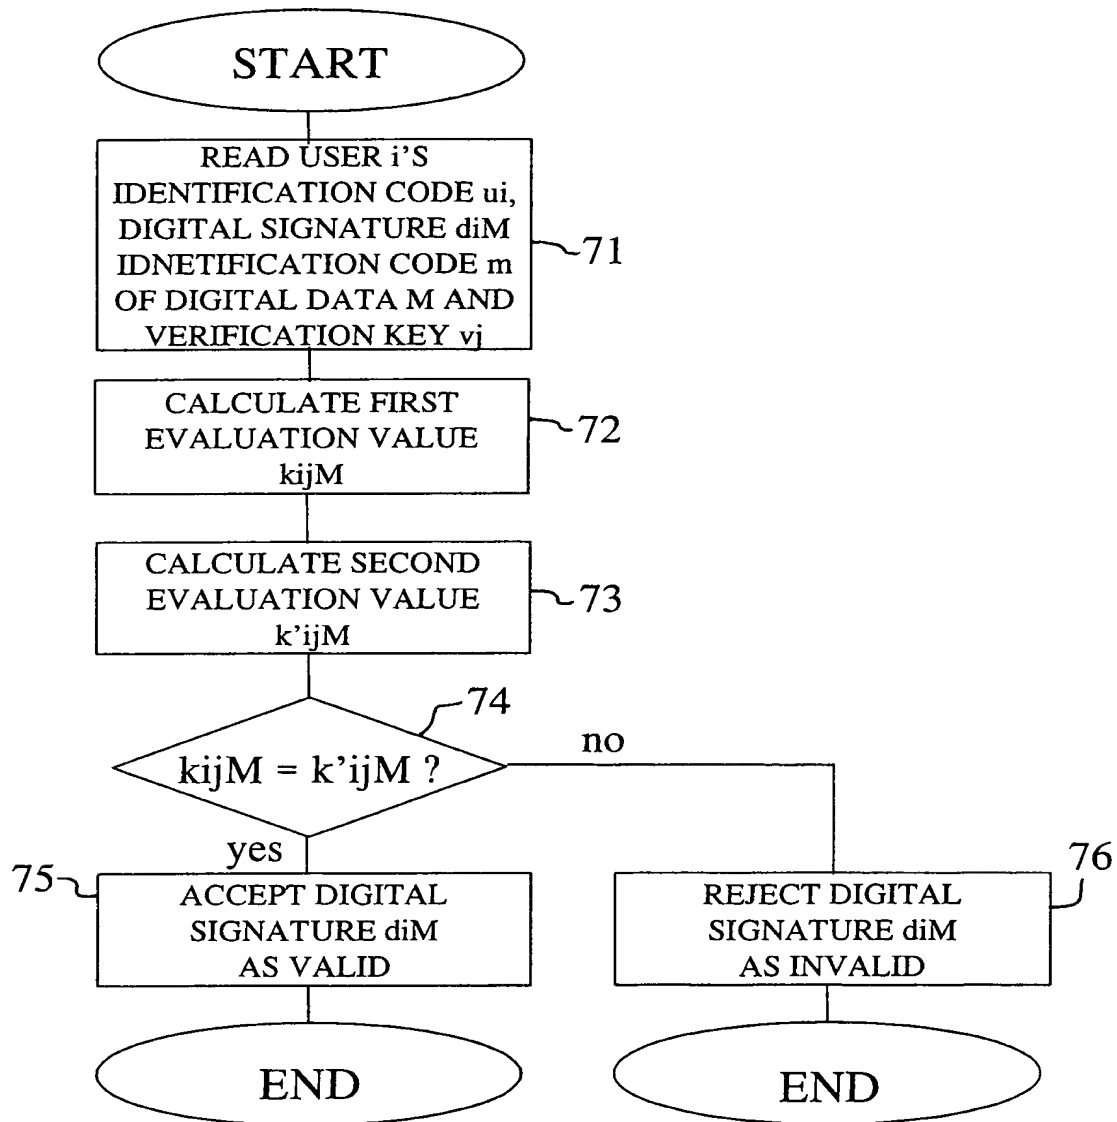 START
READ USER i'S
IDENTIFICATION CODE ui,
DIGITAL SIGNATURE diM
IDNETIFICATION CODE m
OF DIGITAL DATA M AND
VERIFICATION KEY vj
71
CALCULATE FIRST
EVALUATION VALUE
kijM
72
CALCULATE SECOND
EVALUATION VALUE
k'ijM
73
74
kijM = k'ijM ?
no
yes
75
ACCEPT DIGITAL
SIGNATURE diM
AS VALID
76
REJECT DIGITAL
SIGNATURE diM
AS INVALID
END
END